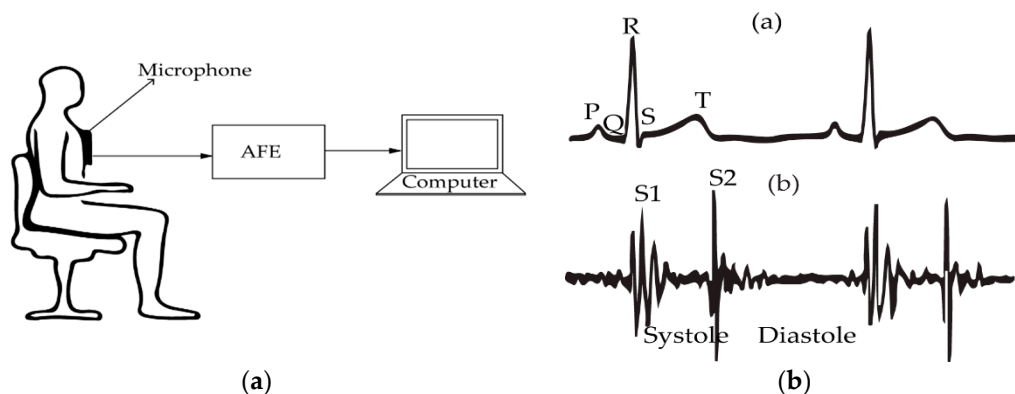 Microphone
AFE
Computer
(a)
(a)
R
P
Q
S
T
(b)
S1
S2
Systole
Diastole
(b)